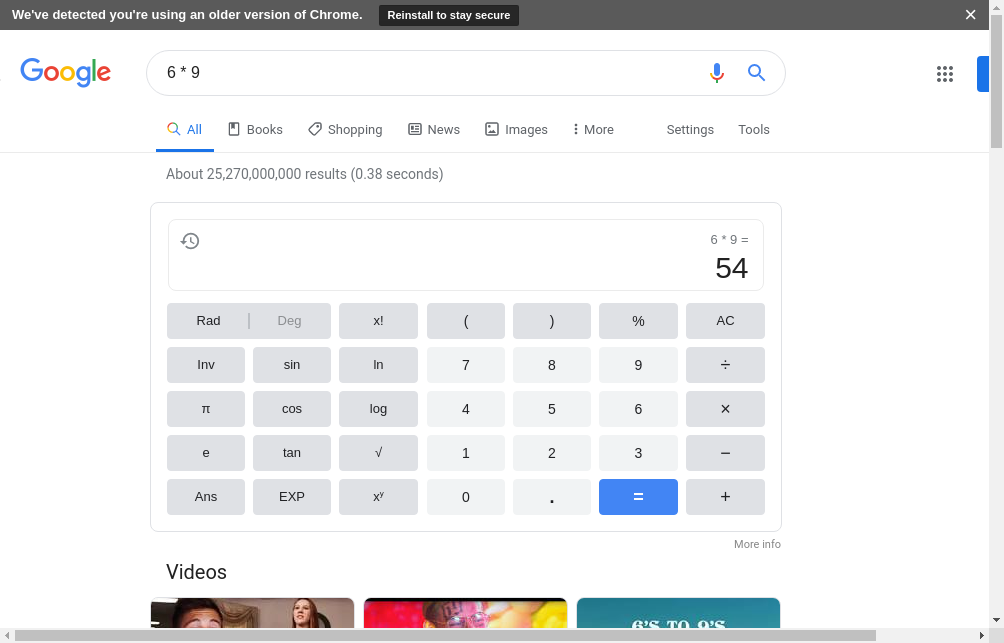 We've detected you're using an older version of Chrome. Reinstall to stay secure ×
Google 6 * 9
All Books Shopping News Images More Settings Tools
About 25,270,000,000 results (0.38 seconds)
6 * 9 =
54
Rad Deg x! ( ) % AC
Inv sin ln 7 8 9 ÷
π cos log 4 5 6 ×
e tan √ 1 2 3 −
Ans EXP xʸ 0 . = +
More info
Videos
6'S TO 9'S